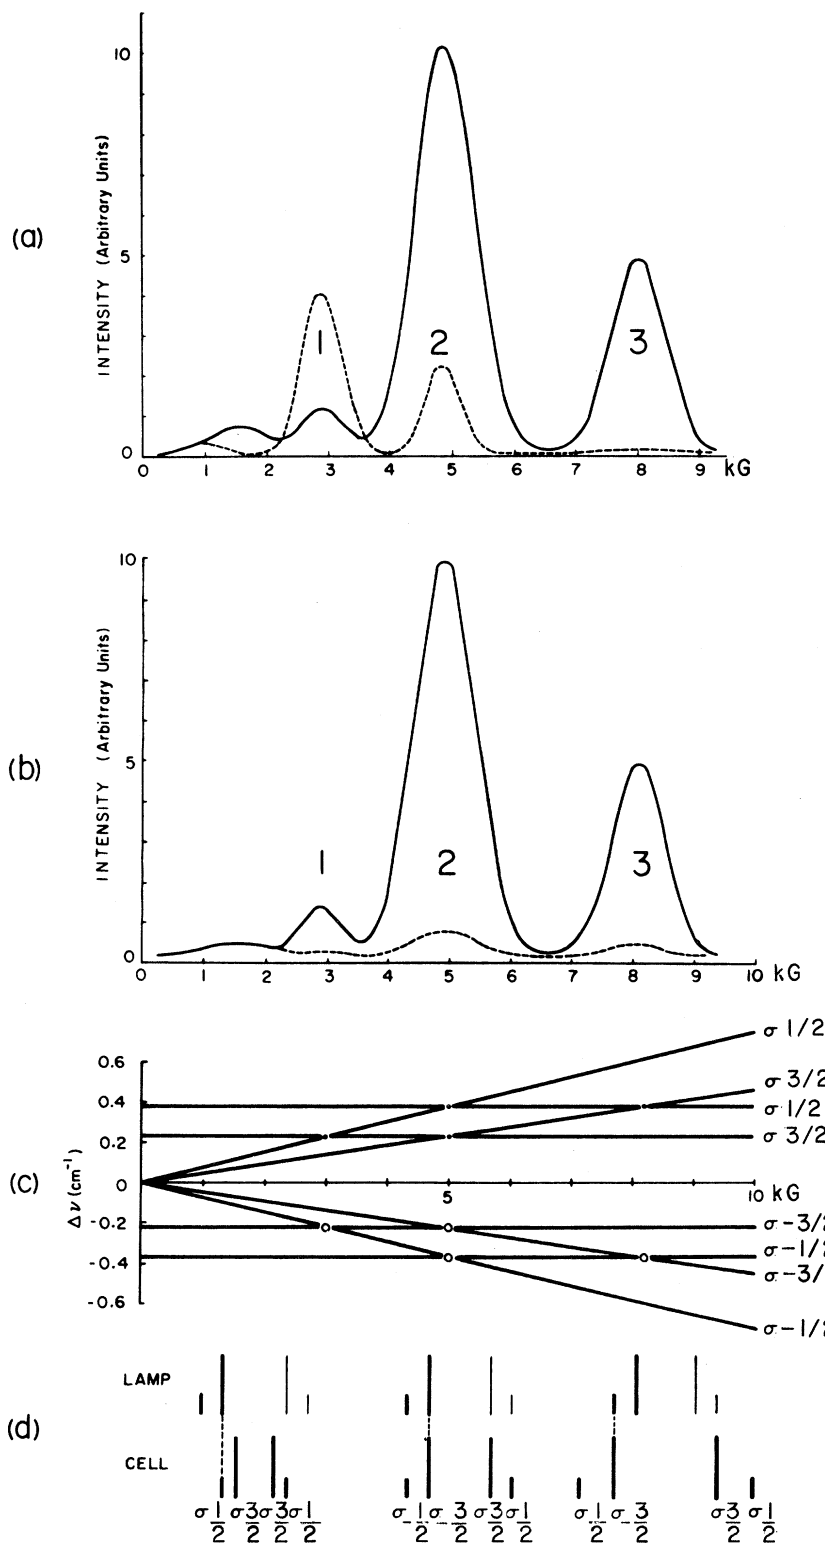 (a)
INTENSITY (Arbitrary Units)
10
5
0
1
2
3
0 1 2 3 4 5 6 7 8 9 kG
(b)
INTENSITY (Arbitrary Units)
10
5
0
1
2
3
0 1 2 3 4 5 6 7 8 9 10 kG
(c)
Δν (cm⁻¹)
0.6
0.4
0.2
0
-0.2
-0.4
-0.6
5
10 kG
σ 1/2
σ 3/2
σ 1/2
σ 3/2
σ-3/2
σ-1/2
σ-3/
σ-1/2
(d)
LAMP
CELL
σ 1/2 σ 3/2 σ 3/2 σ 1/2 σ-1/2 σ-3/2 σ 3/2 σ 1/2 σ-1/2 σ-3/2 σ 3/2 σ 1/2